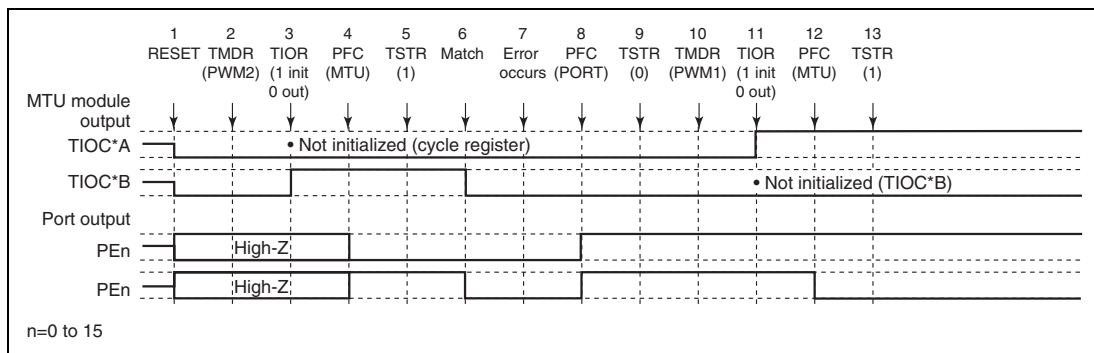 1 2 3 4 5 6 7 8 9 10 11 12 13
RESET TMDR TIOR PFC TSTR Match Error PFC TSTR TMDR TIOR PFC TSTR
(PWM2) (1 init (MTU) (1) occurs (PORT) (0) (PWM1) (1 init (MTU) (1)
0 out) 0 out)
MTU module
output
TIOC*A • Not initialized (cycle register)
TIOC*B • Not initialized (TIOC*B)
Port output
PEn High-Z
PEn High-Z
n=0 to 15